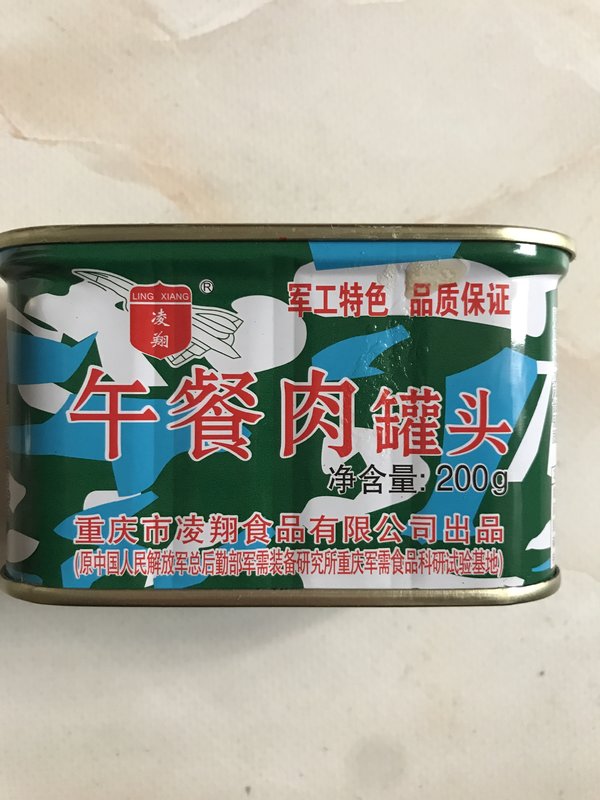 LING XIANG
凌翔
®
军工特色 品质保证
午餐肉罐头
净含量: 200g
重庆市凌翔食品有限公司出品
(原中国人民解放军总后勤部军需装备研究所重庆军需食品科研试验基地)